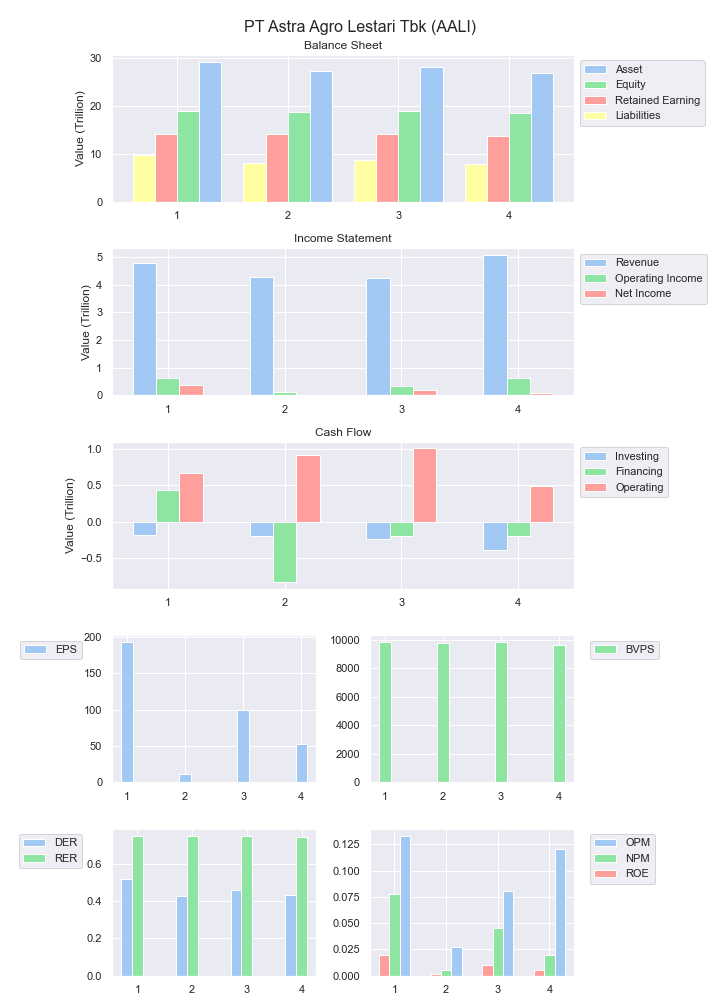 PT Astra Agro Lestari Tbk (AALI)
Balance Sheet
Value (Trillion)
30
20
10
0
1 2 3 4
Asset
Equity
Retained Earning
Liabilities
Income Statement
Value (Trillion)
5
4
3
2
1
0
1 2 3 4
Revenue
Operating Income
Net Income
Cash Flow
Value (Trillion)
1.0
0.5
0.0
−0.5
1 2 3 4
Investing
Financing
Operating
EPS
200
150
100
50
0
1 2 3 4
10000
8000
6000
4000
2000
0
1 2 3 4
BVPS
DER
RER
0.6
0.4
0.2
0.0
1 2 3 4
0.125
0.100
0.075
0.050
0.025
0.000
1 2 3 4
OPM
NPM
ROE